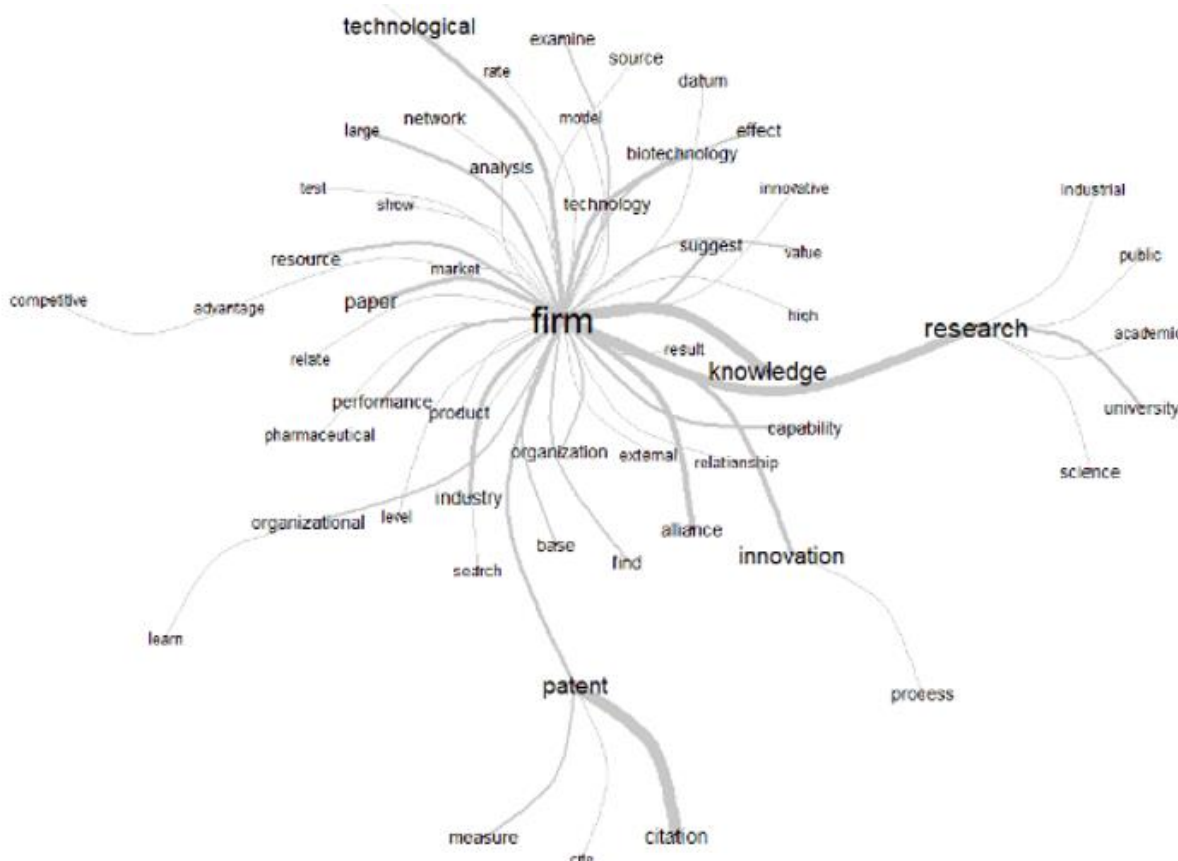 technological
examine
source
rate
datum
network
model
large
effect
analysis
biotechnology
test
innovative
industrial
show
technology
suggest
value
public
resource
market
competitive
advantage
paper
high
firm
research
academic
relate
result
knowledge
performance
product
university
pharmaceutical
capability
organization
external
relationship
science
industry
organizational
level
alliance
base
innovation
find
search
learn
patent
process
measure
citation
cite